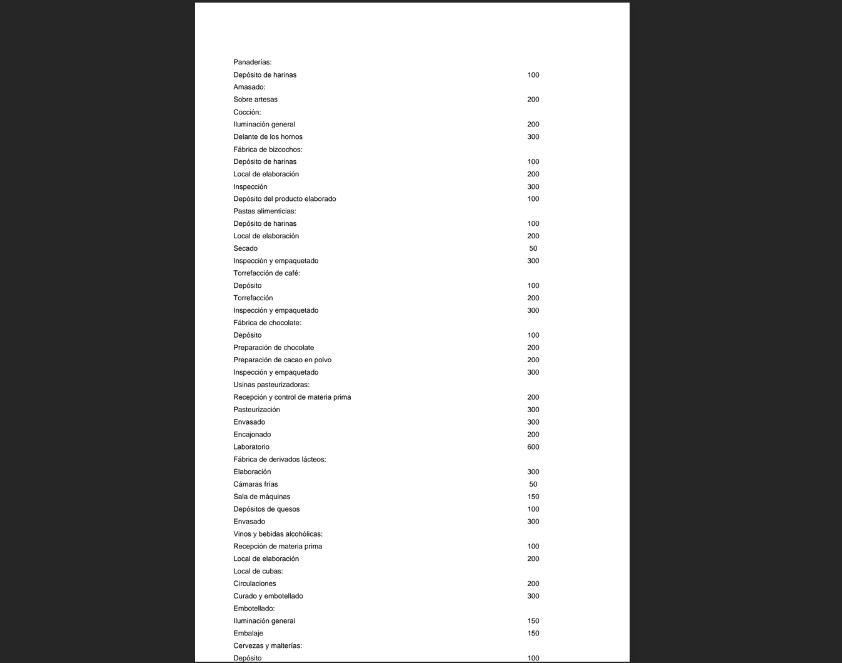 Panaderías:
Depósito de harinas 100
Amasado:
Sobre artesas 200
Cocción:
Iluminación general 200
Delante de los hornos 300
Fábrica de bizcochos:
Depósito de harinas 100
Local de elaboración 200
Inspección 300
Depósito del producto elaborado 100
Pastas alimenticias:
Depósito de harinas 100
Local de elaboración 200
Secado 50
Inspección y empaquetado 300
Torrefacción de café:
Depósito 100
Torrefacción 200
Inspección y empaquetado 300
Fábrica de chocolate:
Depósito 100
Preparación de chocolate 200
Preparación de cacao en polvo 200
Inspección y empaquetado 300
Usinas pasteurizadoras:
Recepción y control de materia prima 200
Pasteurización 300
Envasado 300
Encajonado 200
Laboratorio 600
Fábrica de derivados lácteos:
Elaboración 300
Cámaras frías 50
Sala de máquinas 150
Depósitos de quesos 100
Envasado 300
Vinos y bebidas alcohólicas:
Recepción de materia prima 100
Local de elaboración 200
Local de cubas:
Circulaciones 200
Curado y embotellado 300
Embotellado:
Iluminación general 150
Embalaje 150
Cervezas y malterías:
Depósito 100